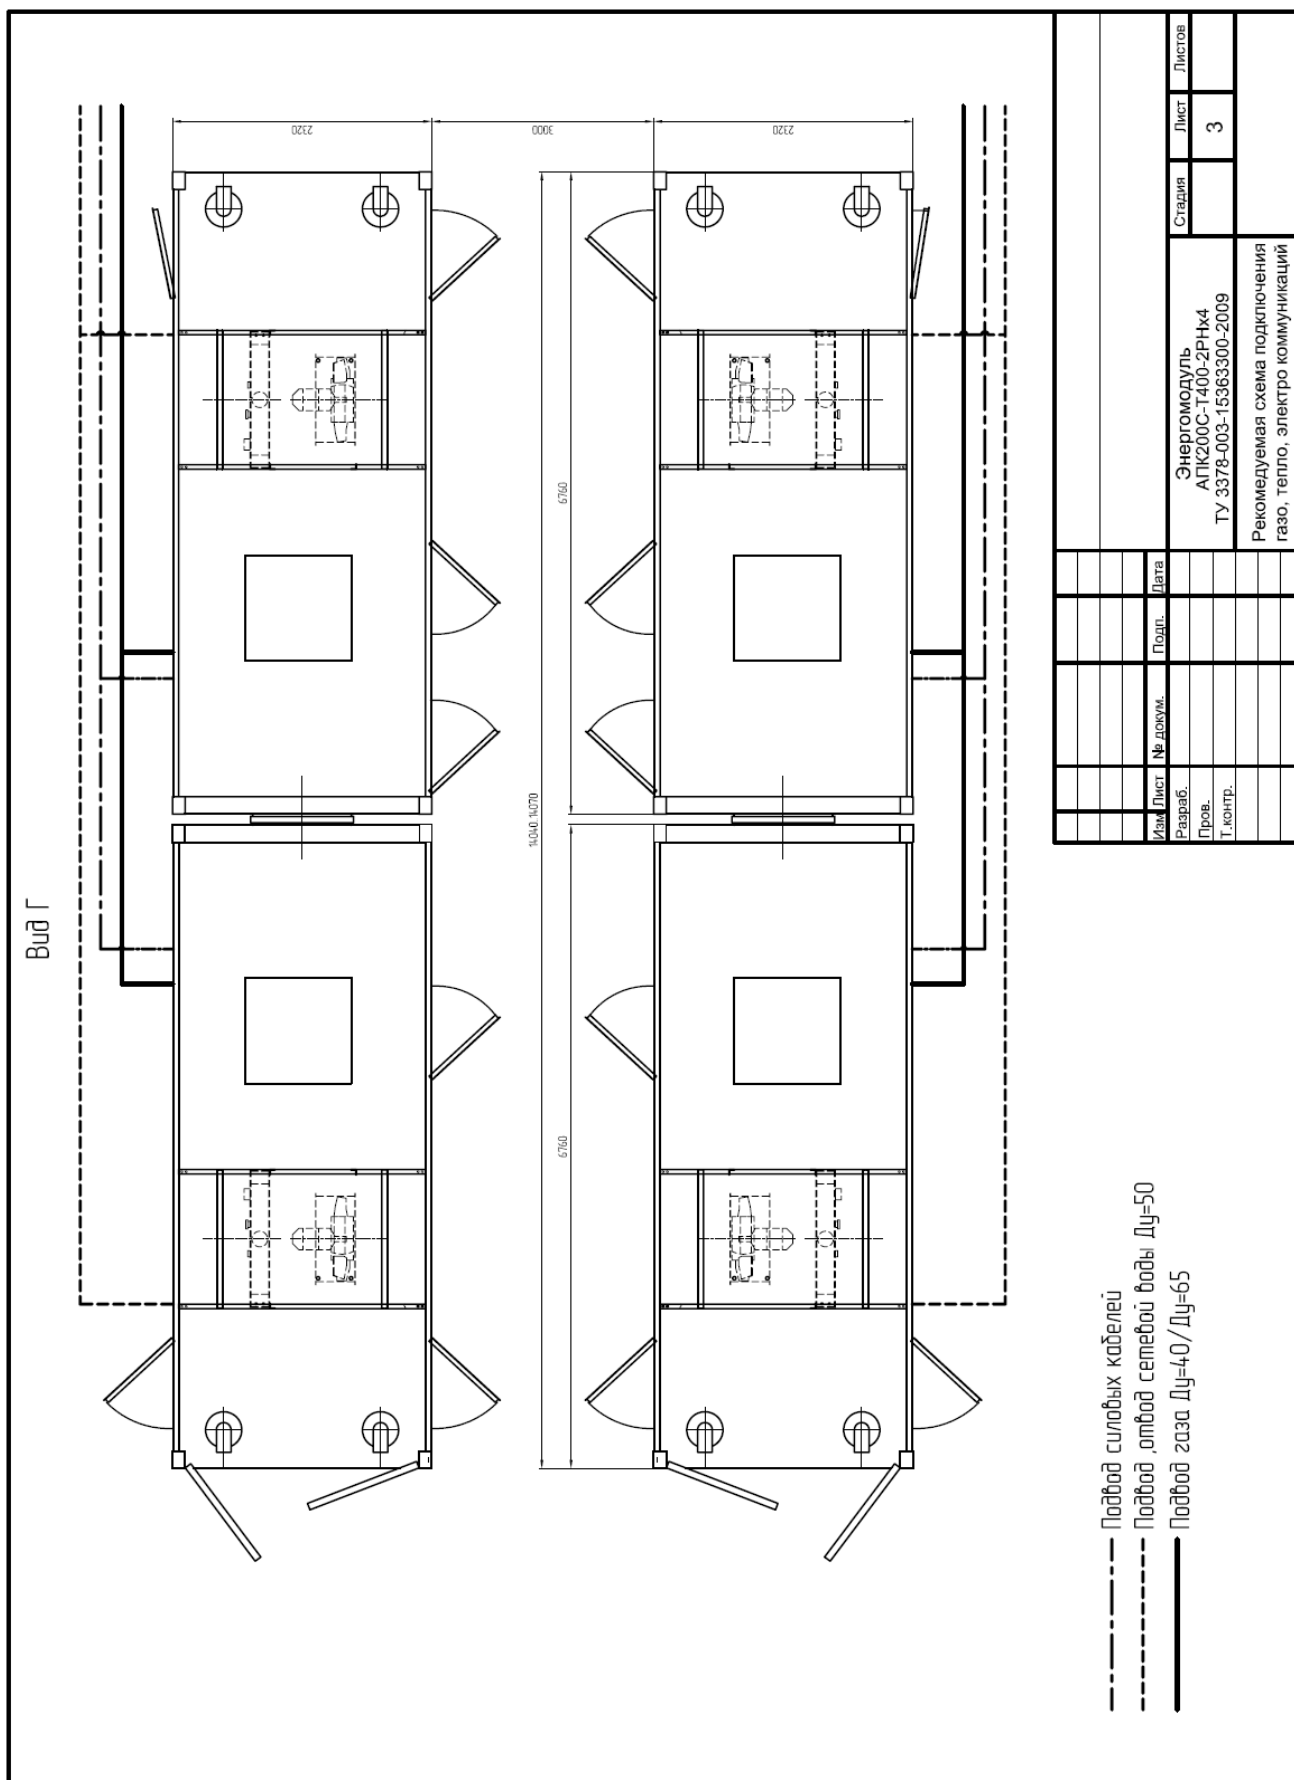 Вид Г
2320
3000
2320
6760
14040..14070
6760
Подвод силовых кабелей
Подвод ,отвод сетевой воды Ду=50
Подвод газа Ду=40/Ду=65
Изм Лист № докум. Подп. Дата
Разраб.
Пров.
Т.контр.
Энергомодуль
АПК200С-Т400-2РНх4
ТУ 3378-003-15363300-2009
Стадия Лист Листов
3
Рекомедуемая схема подключения
газо, тепло, электро коммуникаций